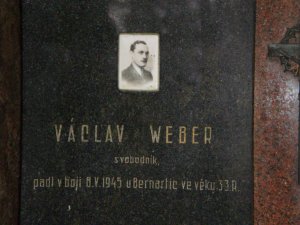 VÁCLAV WEBER
svobodník,
padl v boji 8.V.1945 u Bernartic ve věku 33 R.